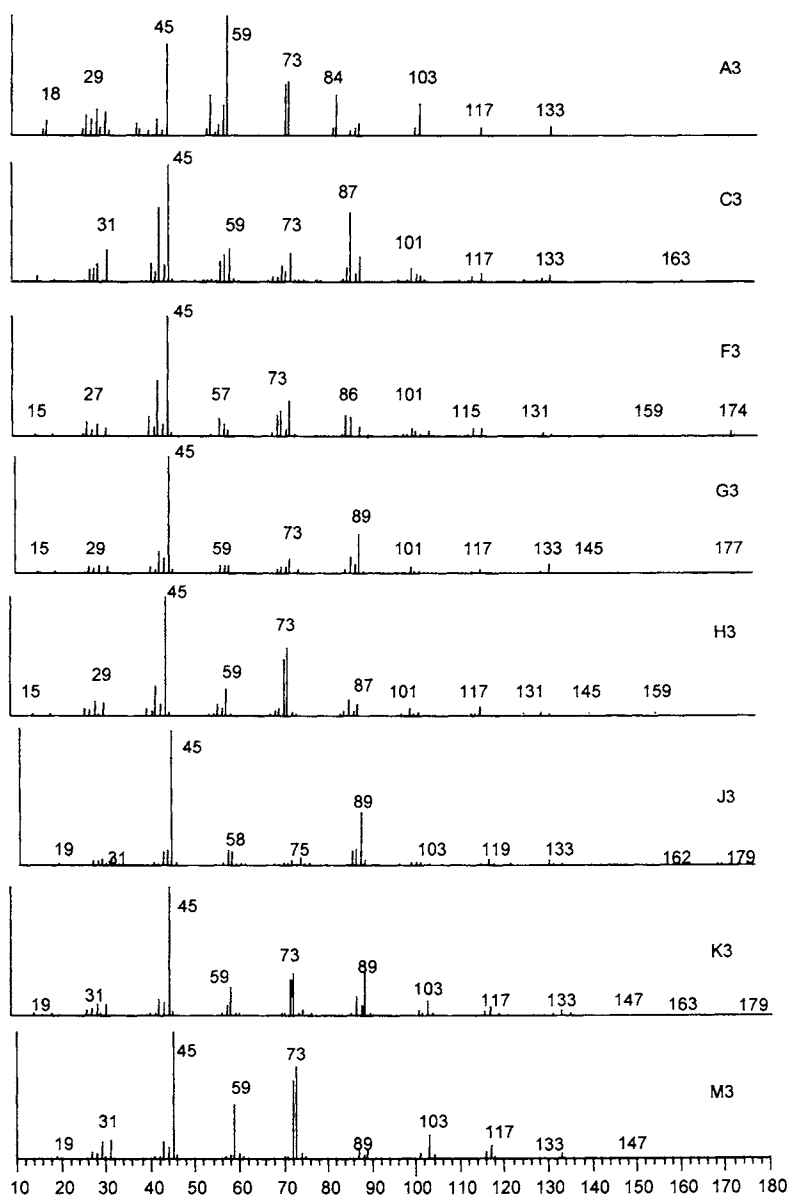 45 59
18 29 73 84 103 117 133 A3
45 31 59 73 87 101 117 133 163 C3
45 15 27 57 73 86 101 115 131 159 174 F3
45 15 29 59 73 89 101 117 133 145 177 G3
45 15 29 59 73 87 101 117 131 145 159 H3
45 19 31 58 75 89 103 119 133 162 179 J3
45 19 31 59 73 89 103 117 133 147 163 179 K3
45 19 31 59 73 89 103 117 133 147 M3
10 20 30 40 50 60 70 80 90 100 110 120 130 140 150 160 170 180